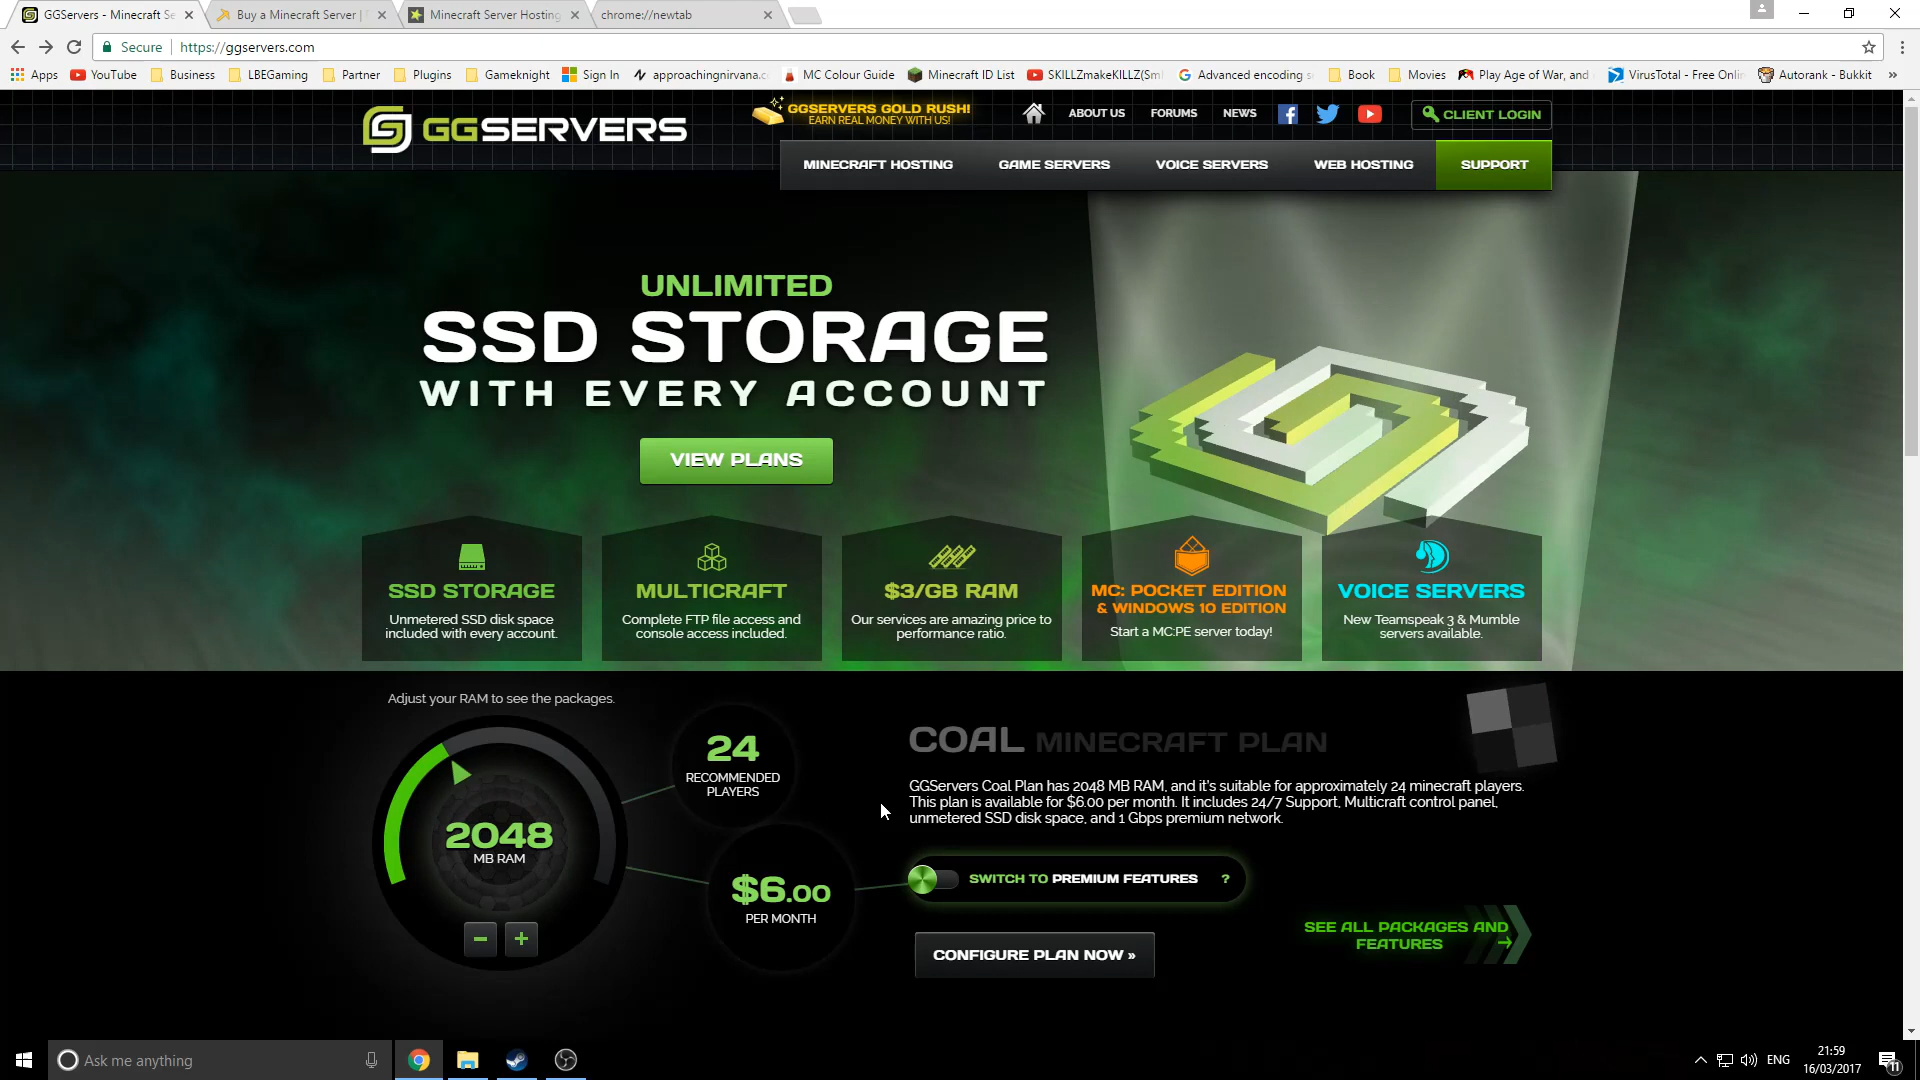 GGServers - Minecraft Se
Buy a Minecraft Server |
Minecraft Server Hosting
chrome://newtab
Secure
https://ggservers.com
Apps
YouTube
Business
LBEGaming
Partner
Plugins
Gameknight
Sign In
approachingnirvana.c
MC Colour Guide
Minecraft ID List
SKILLZmakeKILLZ(Sm
Advanced encoding s
Book
Movies
Play Age of War, and
VirusTotal - Free Onlin
Autorank - Bukkit
»
GGSERVERS
GGSERVERS GOLD RUSH!
EARN REAL MONEY WITH US!
ABOUT US
FORUMS
NEWS
CLIENT LOGIN
MINECRAFT HOSTING
GAME SERVERS
VOICE SERVERS
WEB HOSTING
SUPPORT
UNLIMITED
SSD STORAGE
WITH EVERY ACCOUNT
VIEW PLANS
SSD STORAGE
Unmetered SSD disk space
included with every account.
MULTICRAFT
Complete FTP file access and
console access included.
$3/GB RAM
Our services are amazing price to
performance ratio.
MC: POCKET EDITION
& WINDOWS 10 EDITION
Start a MC:PE server today!
VOICE SERVERS
New Teamspeak 3 & Mumble
servers available.
Adjust your RAM to see the packages.
2048
MB RAM
24
RECOMMENDED
PLAYERS
$6.00
PER MONTH
COAL MINECRAFT PLAN
GGServers Coal Plan has 2048 MB RAM, and it's suitable for approximately 24 minecraft players.
This plan is available for $6.00 per month. It includes 24/7 Support, Multicraft control panel,
unmetered SSD disk space, and 1 Gbps premium network.
SWITCH TO PREMIUM FEATURES ?
CONFIGURE PLAN NOW »
SEE ALL PACKAGES AND
FEATURES
Ask me anything
ENG
21:59
16/03/2017
11